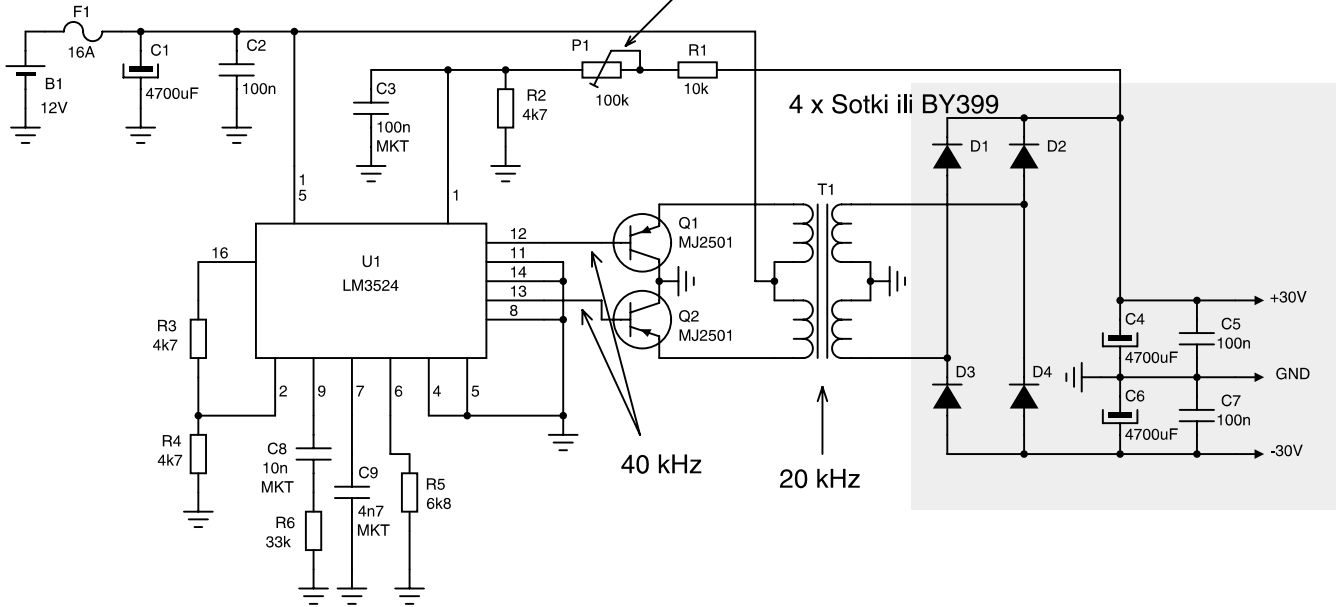 F1
16A
B1
12V
C1
4700uF
C2
100n
C3
100n
MKT
R2
4k7
P1
100k
R1
10k
4 x Sotki ili BY399
D1
D2
1
5
1
16
U1
LM3524
12
11
14
13
8
Q1
MJ2501
Q2
MJ2501
T1
R3
4k7
R4
4k7
2
9
7
6
4
5
C8
10n
MKT
R6
33k
C9
4n7
MKT
R5
6k8
40 kHz
20 kHz
D3
D4
C4
4700uF
C5
100n
C6
4700uF
C7
100n
+30V
GND
-30V